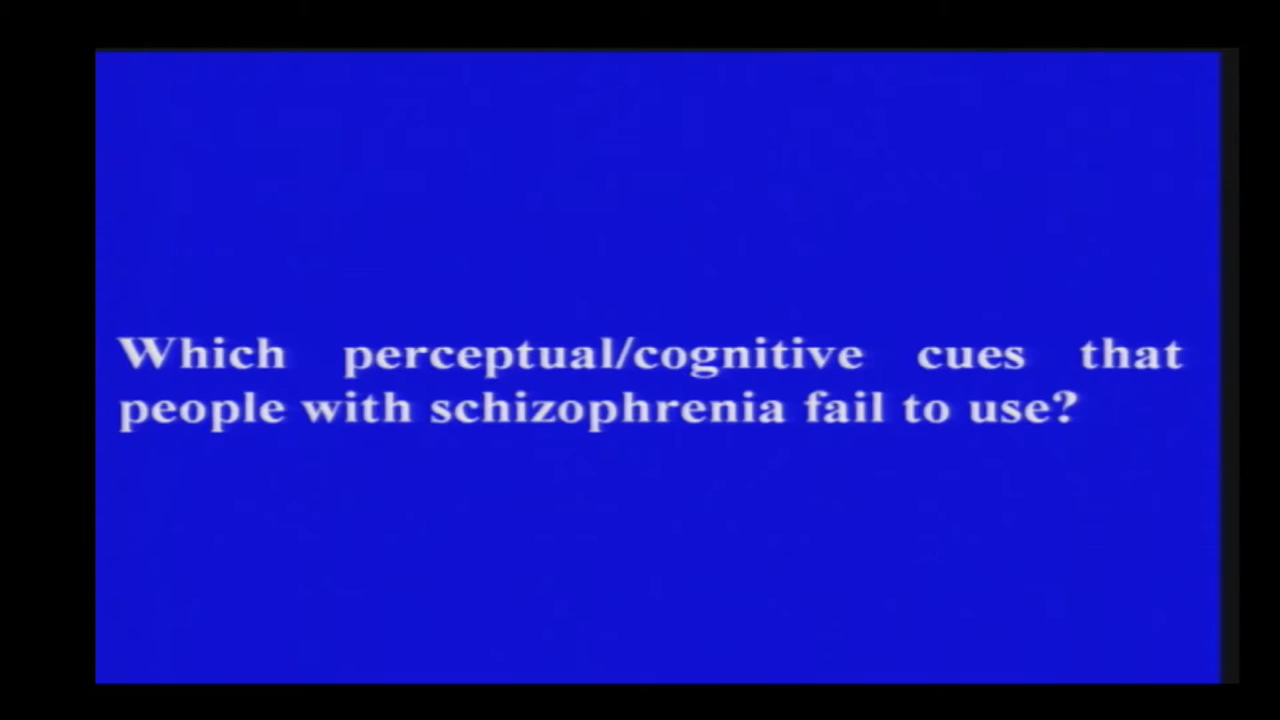 Which perceptual/cognitive cues that
people with schizophrenia fail to use?